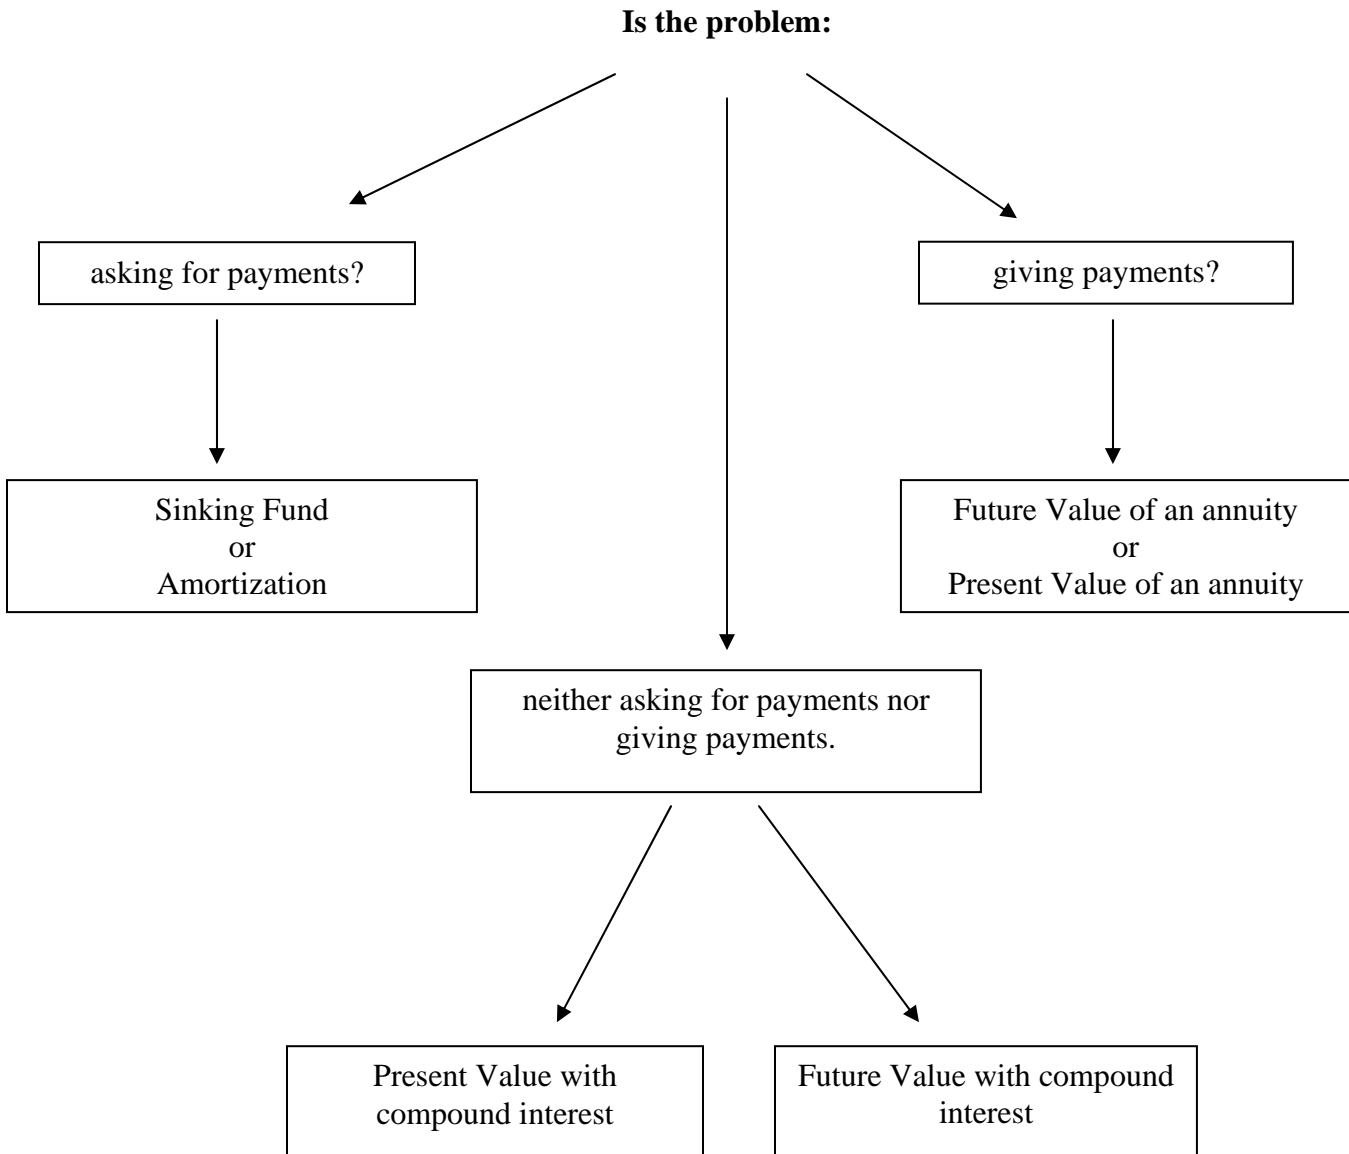 Is the problem:
asking for payments?
giving payments?
Sinking Fund
or
Amortization
Future Value of an annuity
or
Present Value of an annuity
neither asking for payments nor
giving payments.
Present Value with
compound interest
Future Value with compound
interest